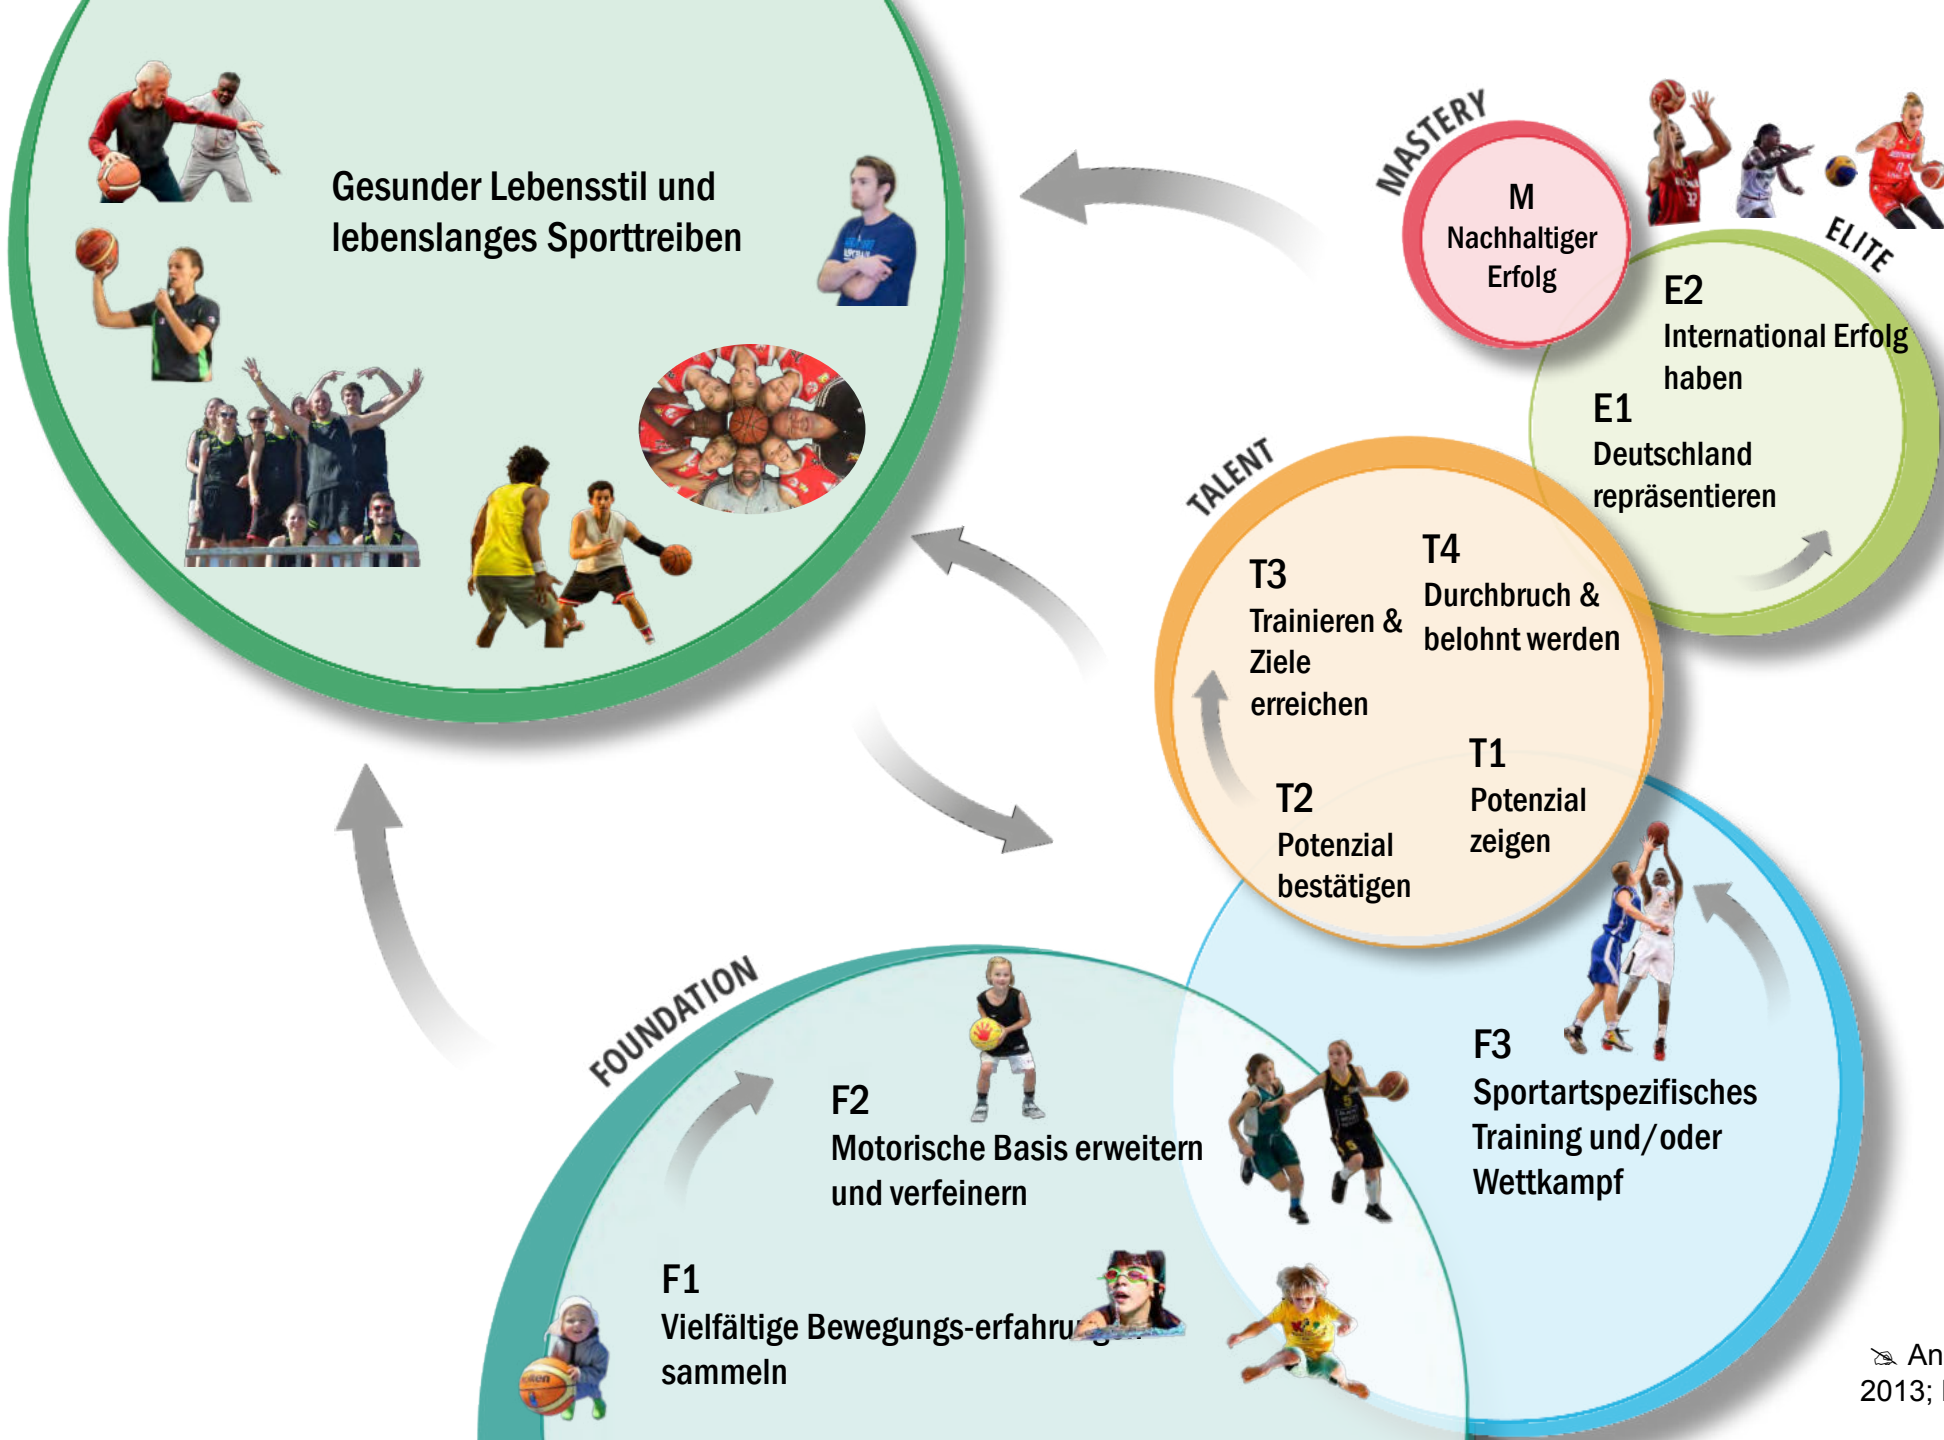 Gesunder Lebensstil und
lebenslanges Sporttreiben
MASTERY
M
Nachhaltiger
Erfolg
ELITE
E2
International Erfolg
haben
E1
Deutschland
repräsentieren
TALENT
T4
Durchbruch &
belohnt werden
T3
Trainieren &
Ziele
erreichen
T1
Potenzial
zeigen
T2
Potenzial
bestätigen
FOUNDATION
F3
Sportartspezifisches
Training und/oder
Wettkampf
F2
Motorische Basis erweitern
und verfeinern
F1
Vielfältige Bewegungs-erfahrungen
sammeln
An
2013;